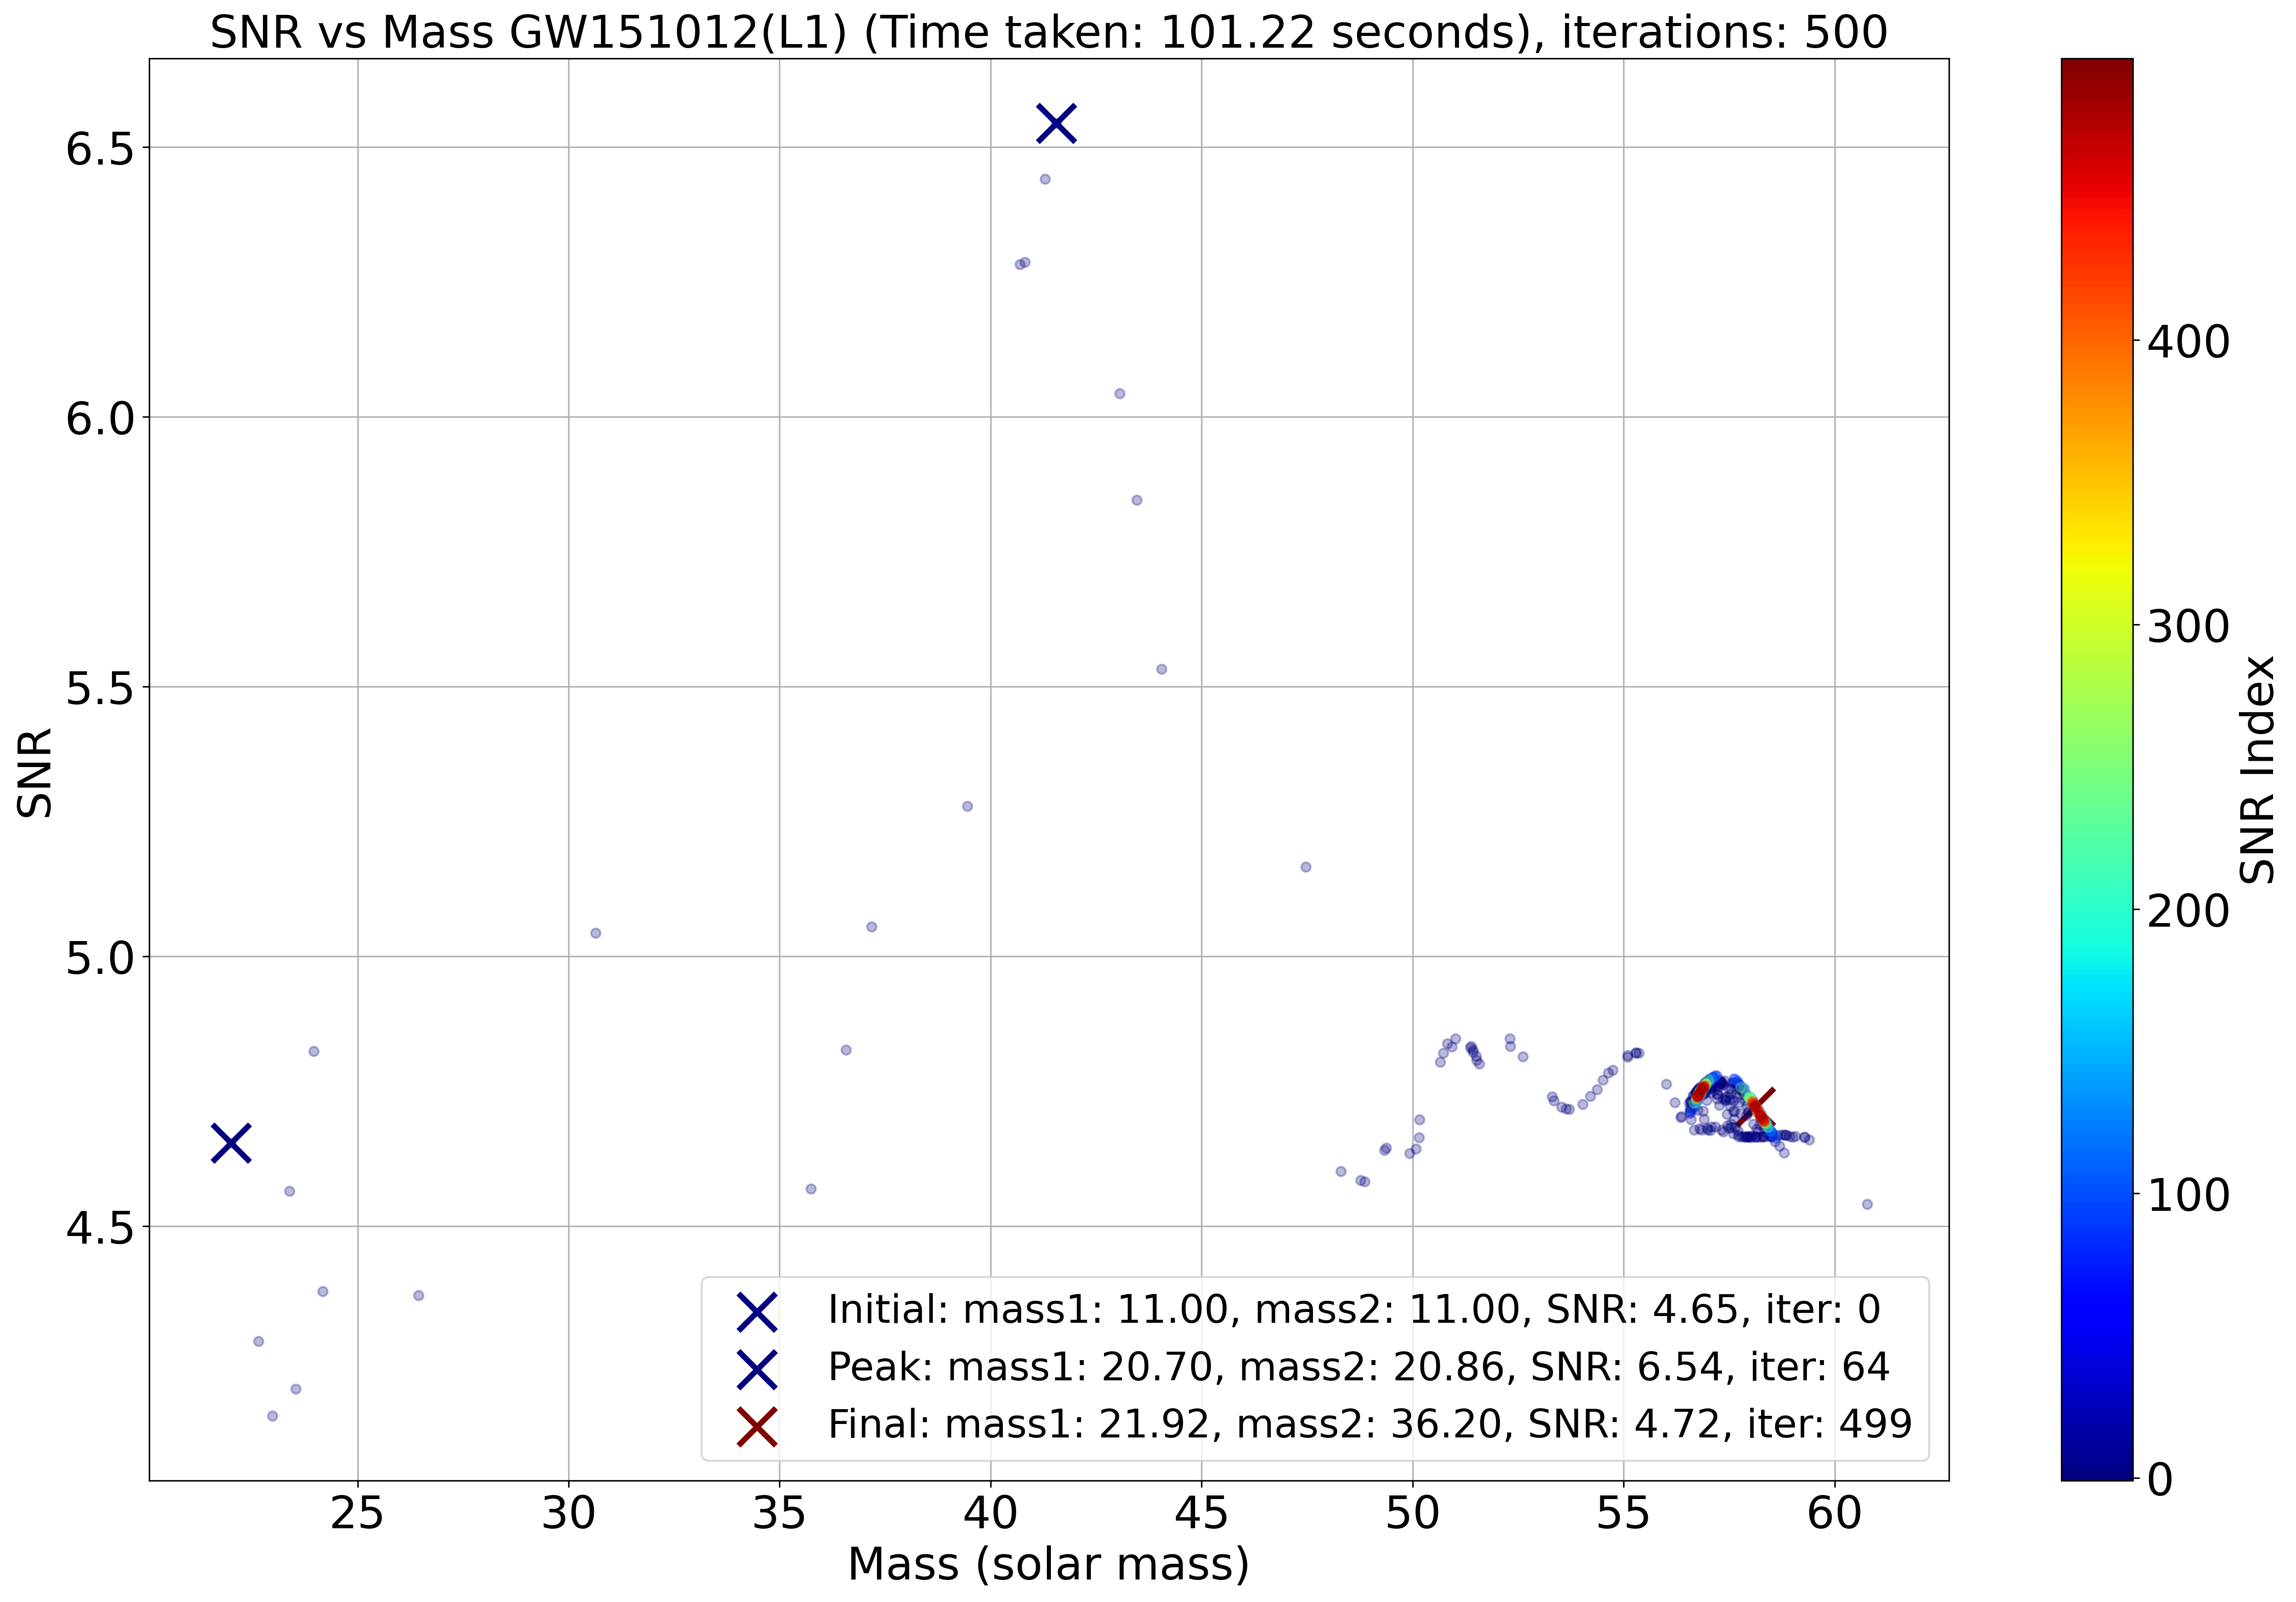 SNR vs Mass GW151012(L1) (Time taken: 101.22 seconds), iterations: 500
SNR
6.5
6.0
5.5
5.0
4.5
25
30
35
40
45
50
55
60
Mass (solar mass)
Initial: mass1: 11.00, mass2: 11.00, SNR: 4.65, iter: 0
Peak: mass1: 20.70, mass2: 20.86, SNR: 6.54, iter: 64
Final: mass1: 21.92, mass2: 36.20, SNR: 4.72, iter: 499
400
300
200
100
0
SNR Index